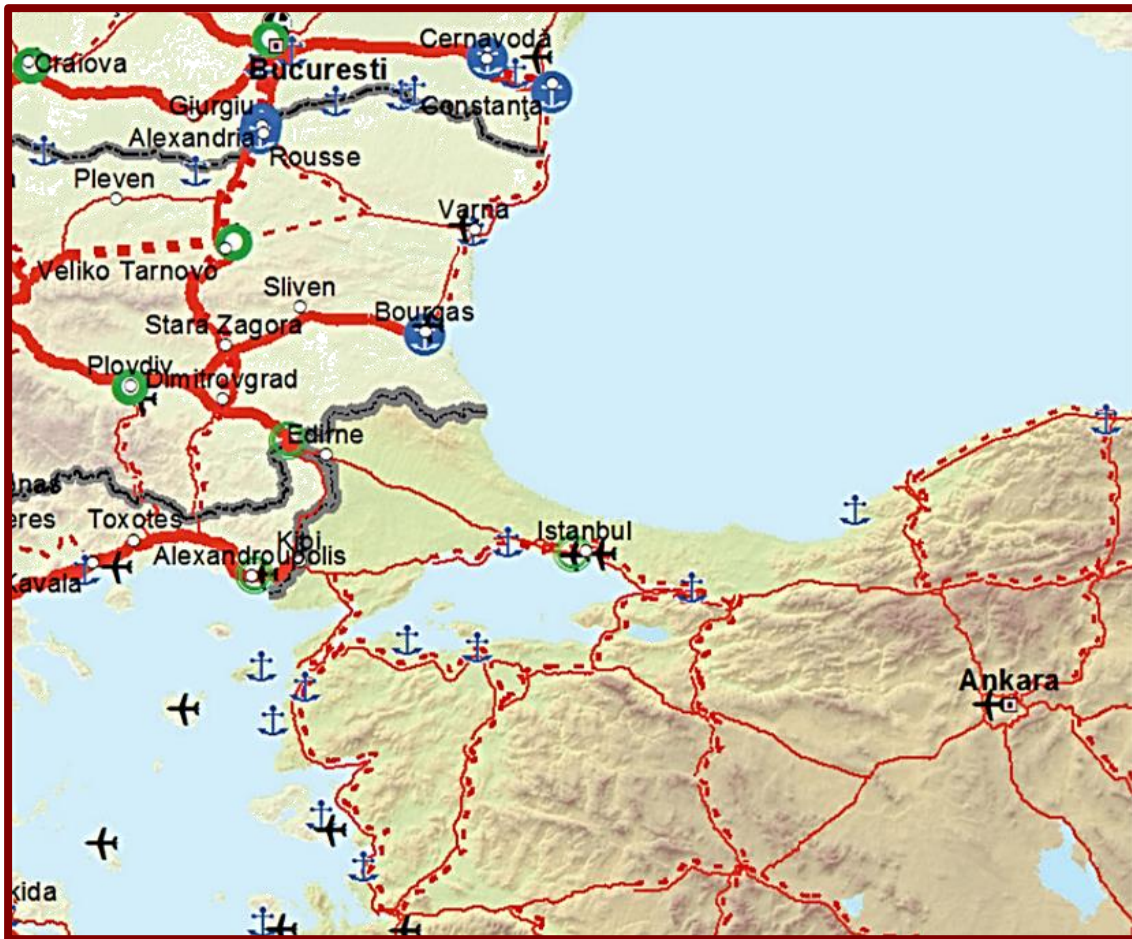 Cernavodă
Craiova
Bucuresti
Giurgiu
Constanţa
Alexandria
Rousse
Pleven
Varna
Veliko Tarnovo
Sliven
Bourgas
Stara Zagora
Plovdiv
Dimitrovgrad
Edirne
Toxotes
Kipi
Istanbul
Alexandroupolis
Kavala
Ankara